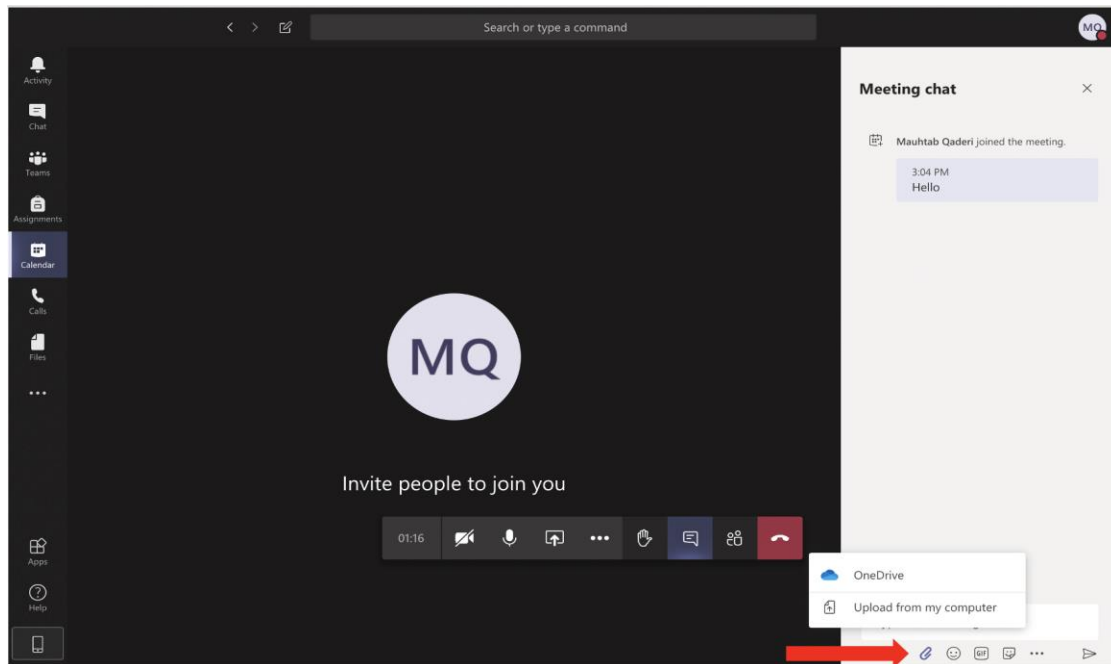 Search or type a command
MQ
Activity
Chat
Teams
Assignments
Calendar
Calls
Files
Apps
Help
MQ
Invite people to join you
01:16
Meeting chat
Mauhtab Qaderi joined the meeting.
3:04 PM
Hello
OneDrive
Upload from my computer
GIF